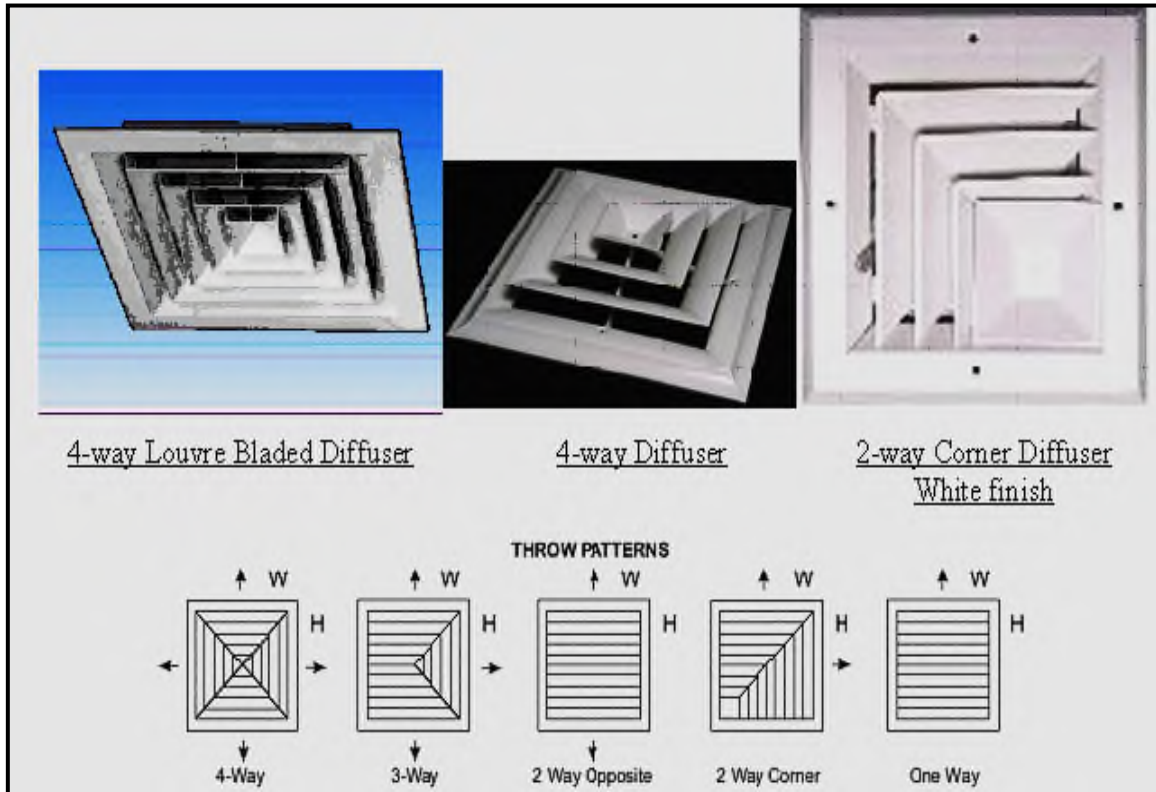 4-way Louvre Bladed Diffuser
4-way Diffuser
2-way Corner Diffuser
White finish
THROW PATTERNS
W W W W W
H H H H H
4-Way 3-Way 2 Way Opposite 2 Way Corner One Way